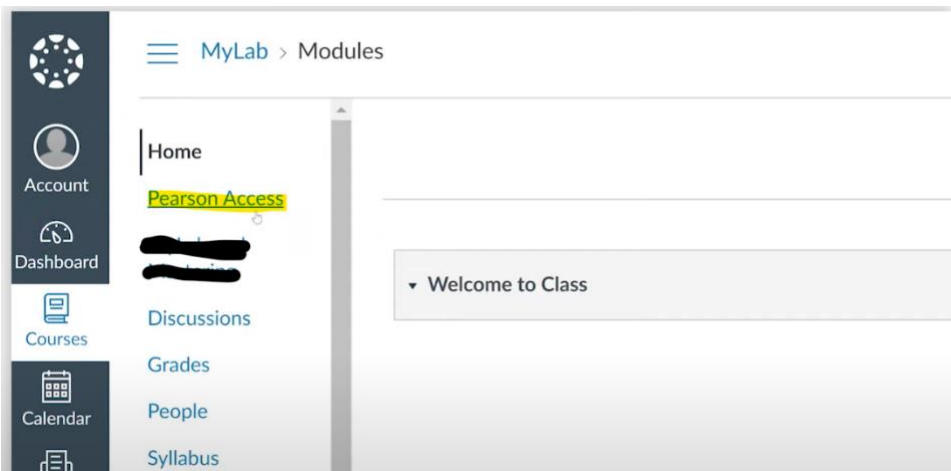 MyLab > Modules
Account
Dashboard
Courses
Calendar
Home
Pearson Access
Discussions
Grades
People
Syllabus
Welcome to Class